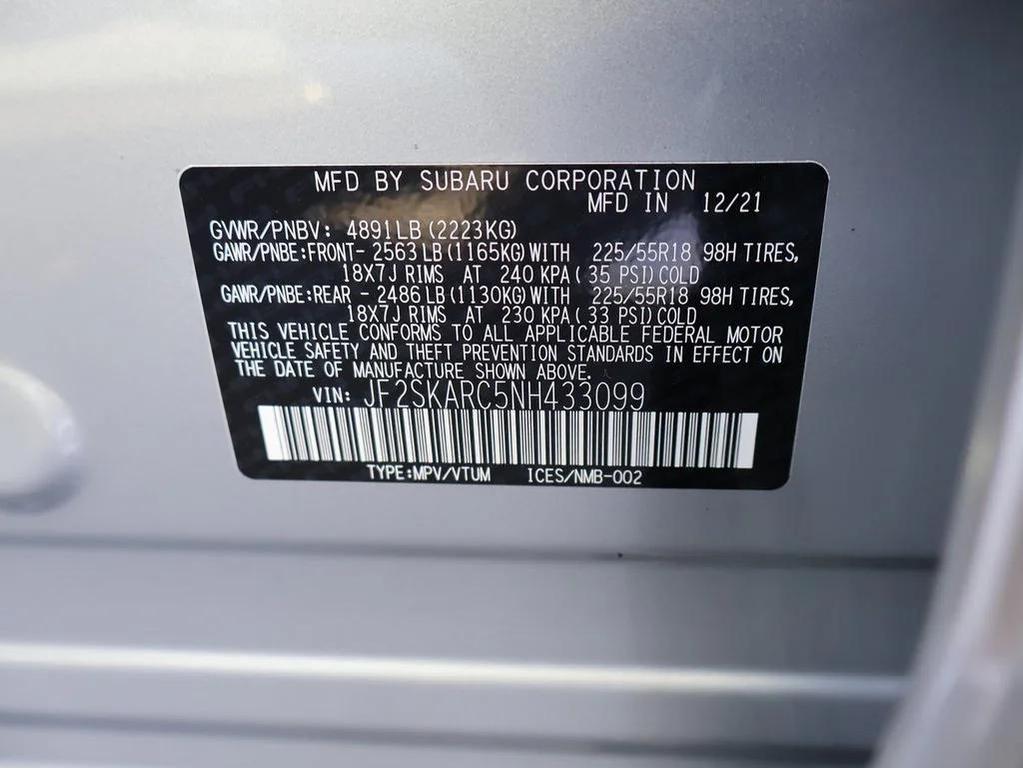 MFD BY SUBARU CORPORATION
MFD IN 12/21
GVWR/PNBV: 4891LB (2223KG)
GAWR/PNBE:FRONT- 2563LB (1165KG)WITH 225/55R18 98H TIRES,
18X7J RIMS AT 240 KPA( 35 PSI)COLD
GAWR/PNBE:REAR - 2486LB (1130KG)WITH 225/55R18 98H TIRES,
18X7J RIMS AT 230 KPA( 33 PSI)COLD
THIS VEHICLE CONFORMS TO ALL APPLICABLE FEDERAL MOTOR
VEHICLE SAFETY AND THEFT PREVENTION STANDARDS IN EFFECT ON
THE DATE OF MANUFACTURE SHOWN ABOVE.
VIN: JF2SKARC5NH433099
TYPE:MPV/VTUM ICES/NMB-002